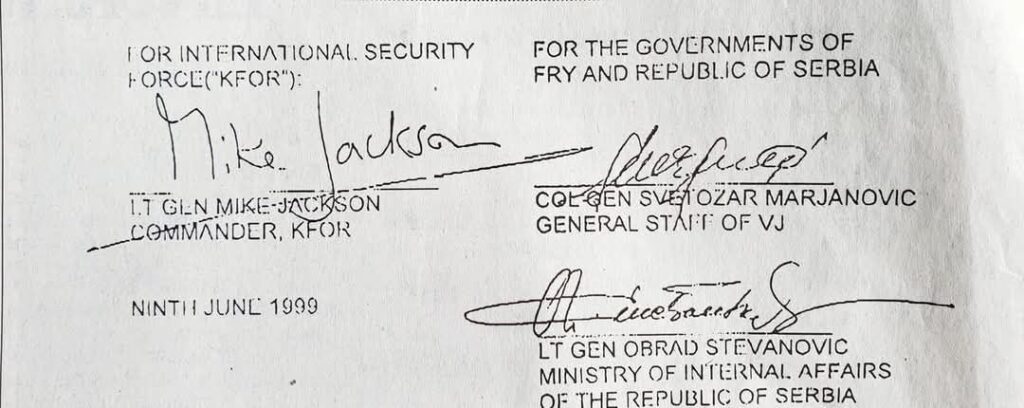 FOR INTERNATIONAL SECURITY
FORCE("KFOR"):
Mike Jackson
LT GEN MIKE JACKSON
COMMANDER, KFOR
NINTH JUNE 1999
FOR THE GOVERNMENTS OF
FRY AND REPUBLIC OF SERBIA
COL GEN SVETOZAR MARJANOVIC
GENERAL STAFF OF VJ
LT GEN OBRAD STEVANOVIC
MINISTRY OF INTERNAL AFFAIRS
OF THE REPUBLIC OF SERBIA